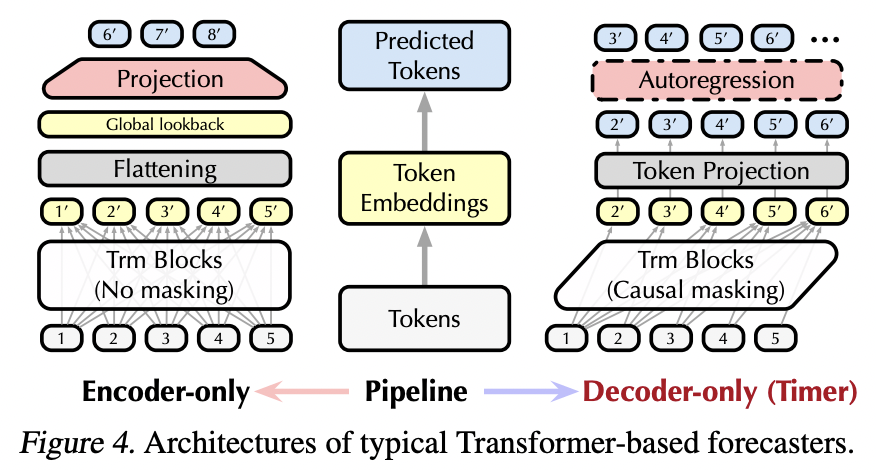 6′ 7′ 8′
Projection
Global lookback
Flattening
1′ 2′ 3′ 4′ 5′
Trm Blocks
(No masking)
1 2 3 4 5
Encoder-only
Predicted
Tokens
Token
Embeddings
Tokens
Pipeline
3′ 4′ 5′ 6′ •••
Autoregression
2′ 3′ 4′ 5′ 6′
Token Projection
2′ 3′ 4′ 5′ 6′
Trm Blocks
(Causal masking)
1 2 3 4 5
Decoder-only (Timer)
Figure 4. Architectures of typical Transformer-based forecasters.